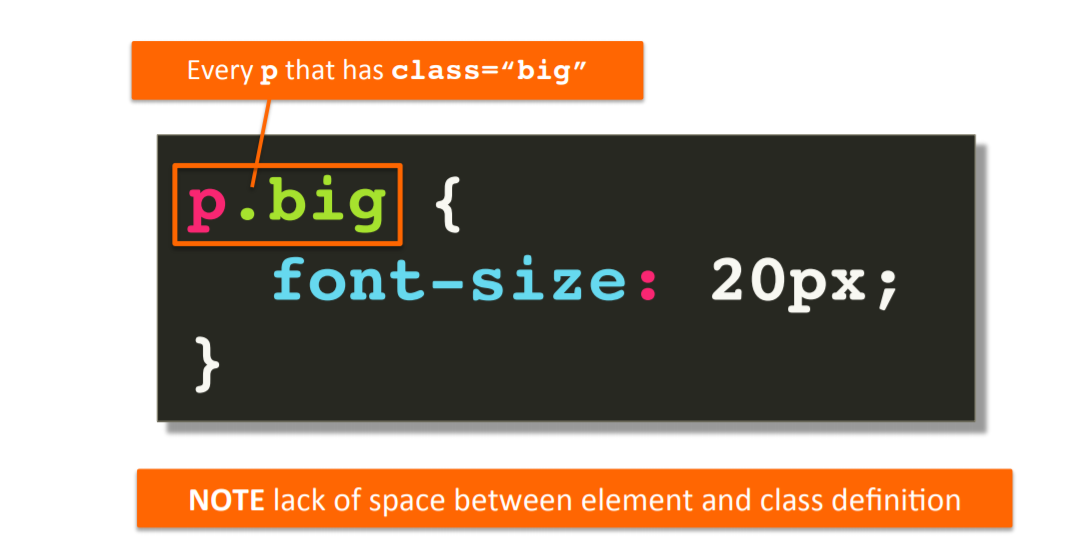 Every p that has class=“big”
p.big {
font-size: 20px;
}
NOTE lack of space between element and class definition